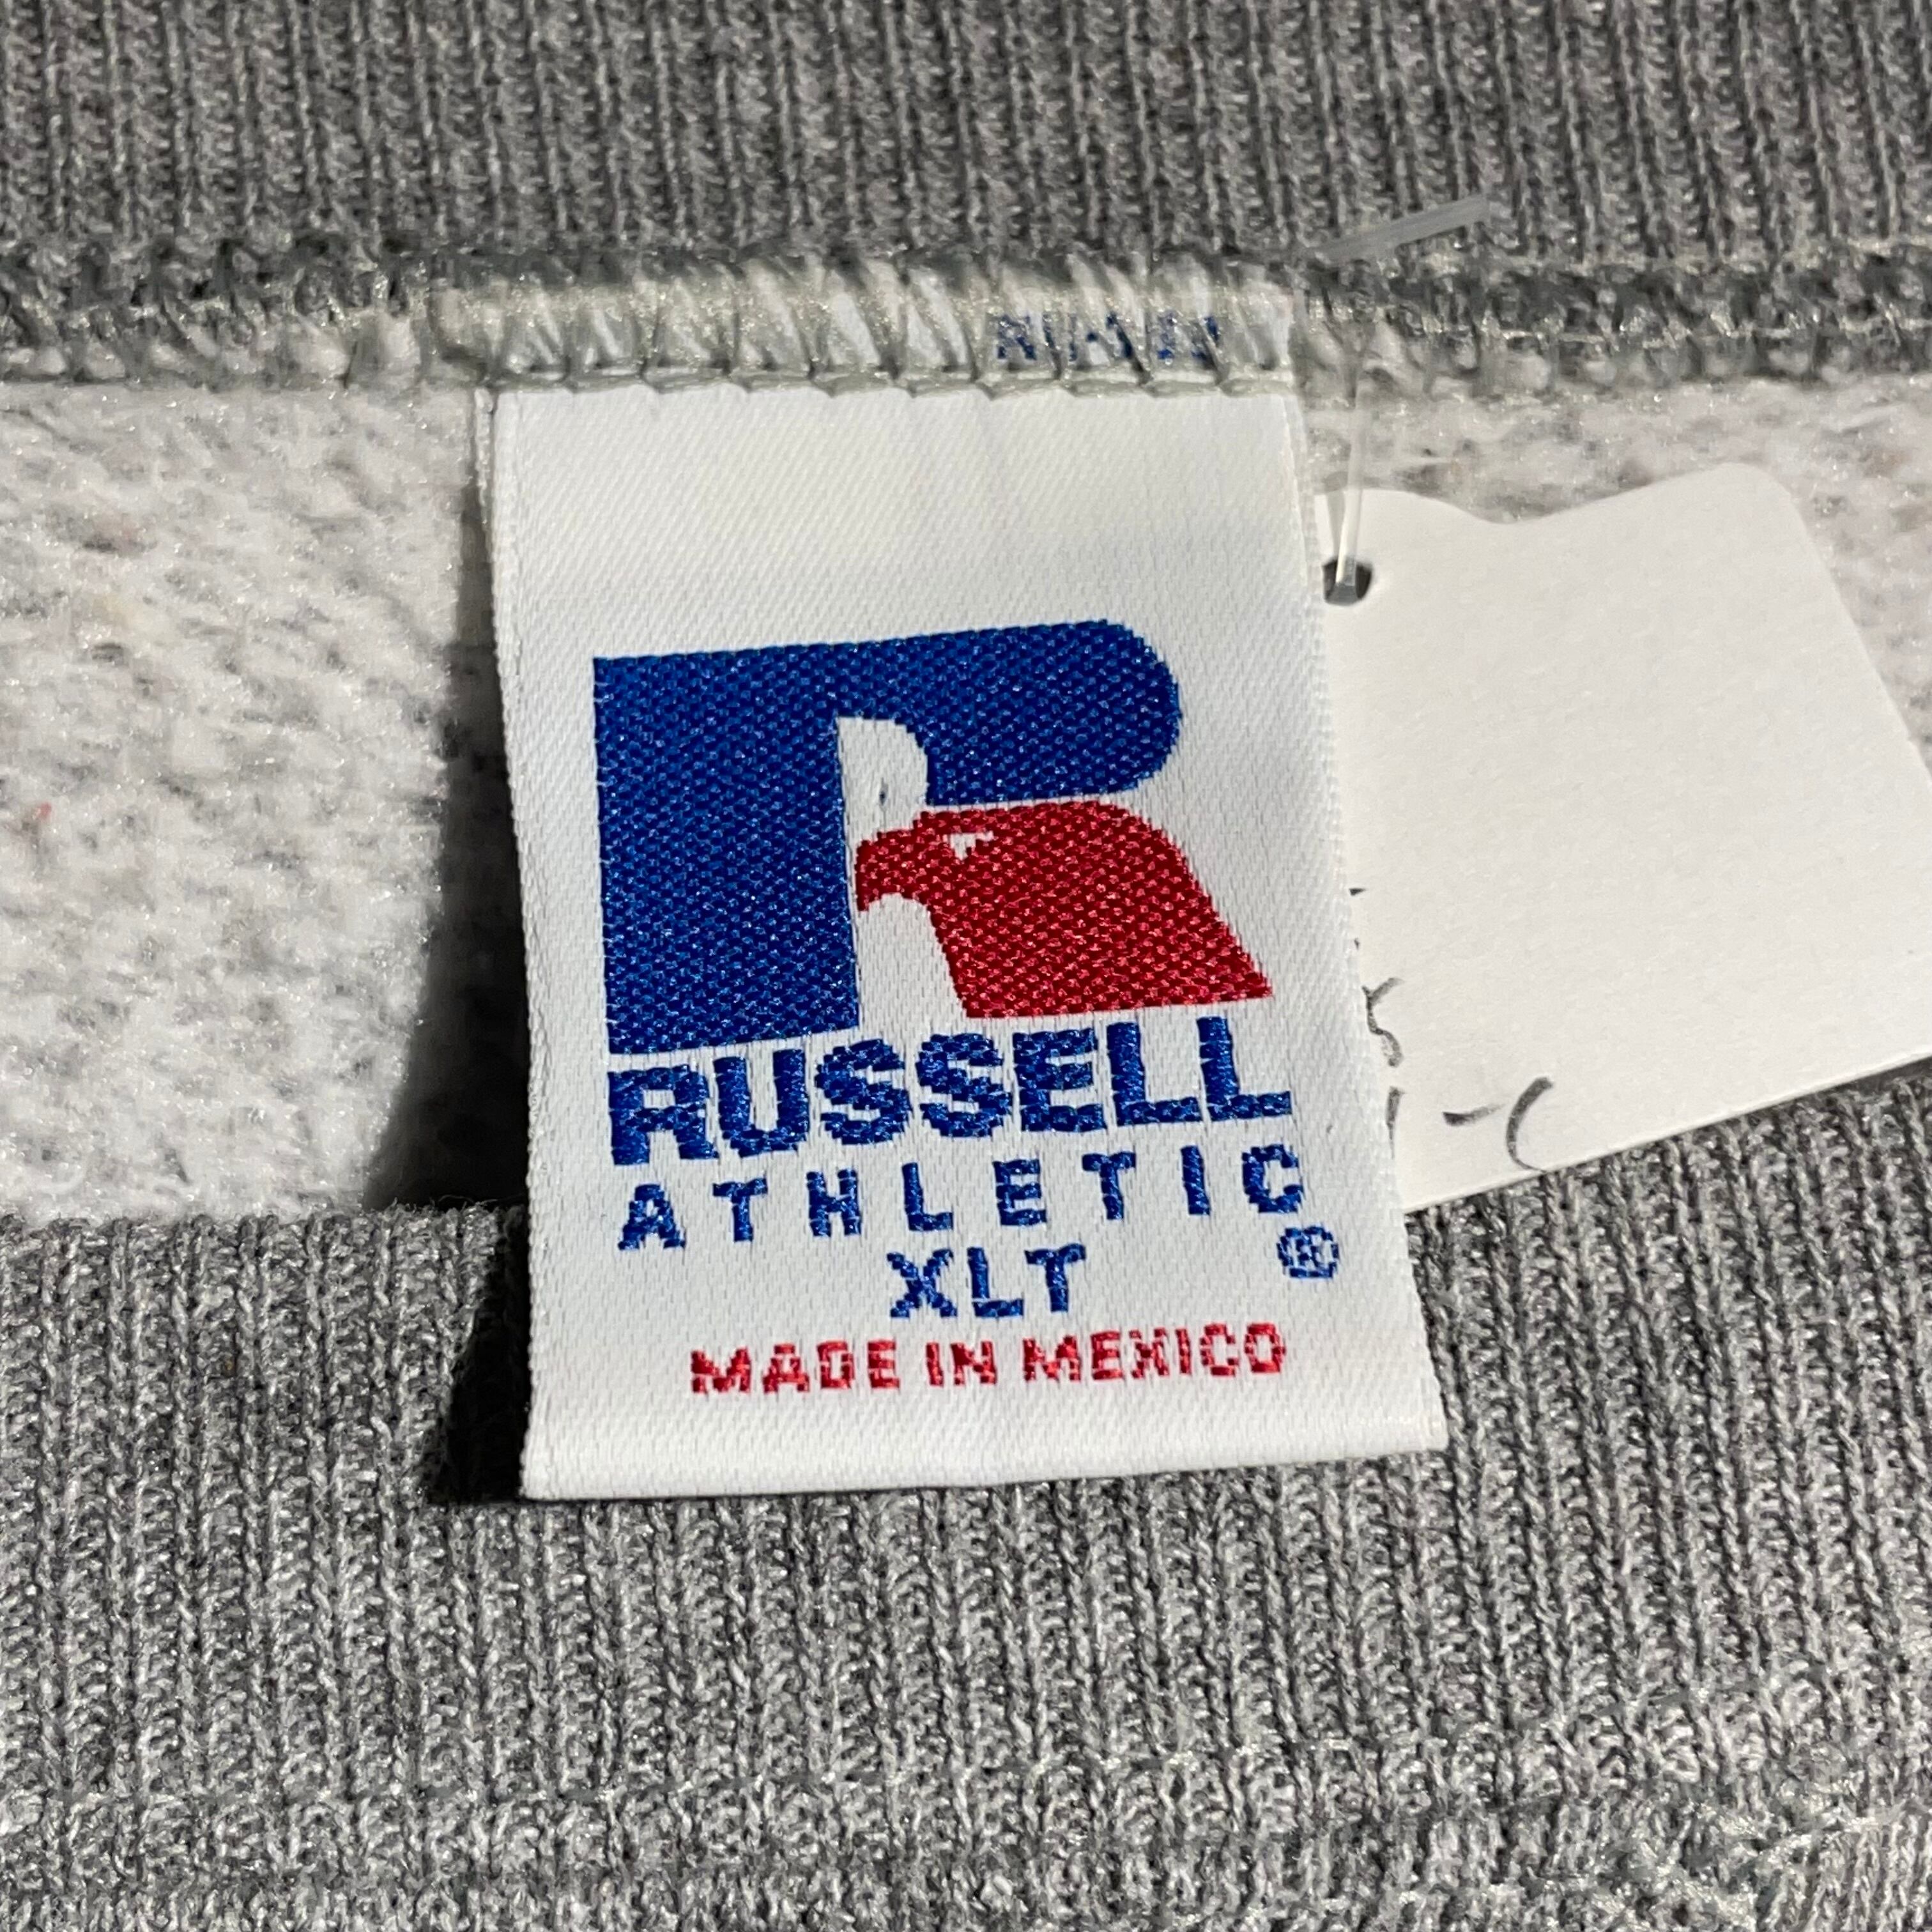 RUSSELL
ATHLETIC
®
XLT
MADE IN MEXICO